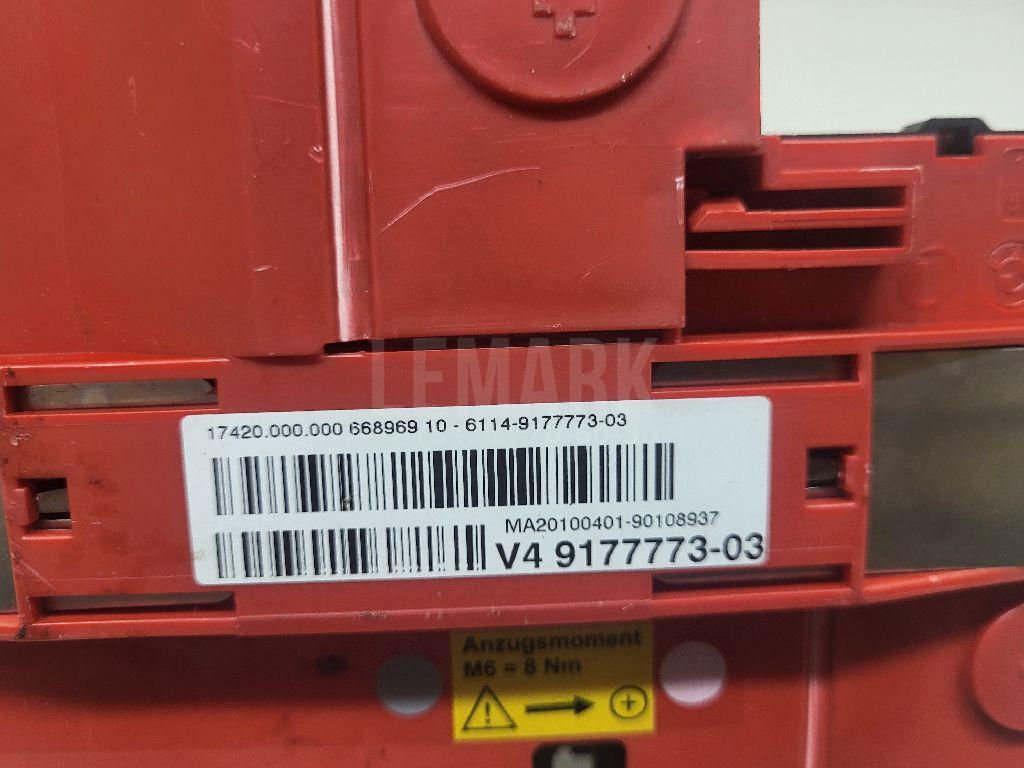 LEMARK
17420.000.000 668969 10 - 6114-9177773-03
MA20100401-90108937
V4 9177773-03
Anzugsmoment
M6 = 8 Nm